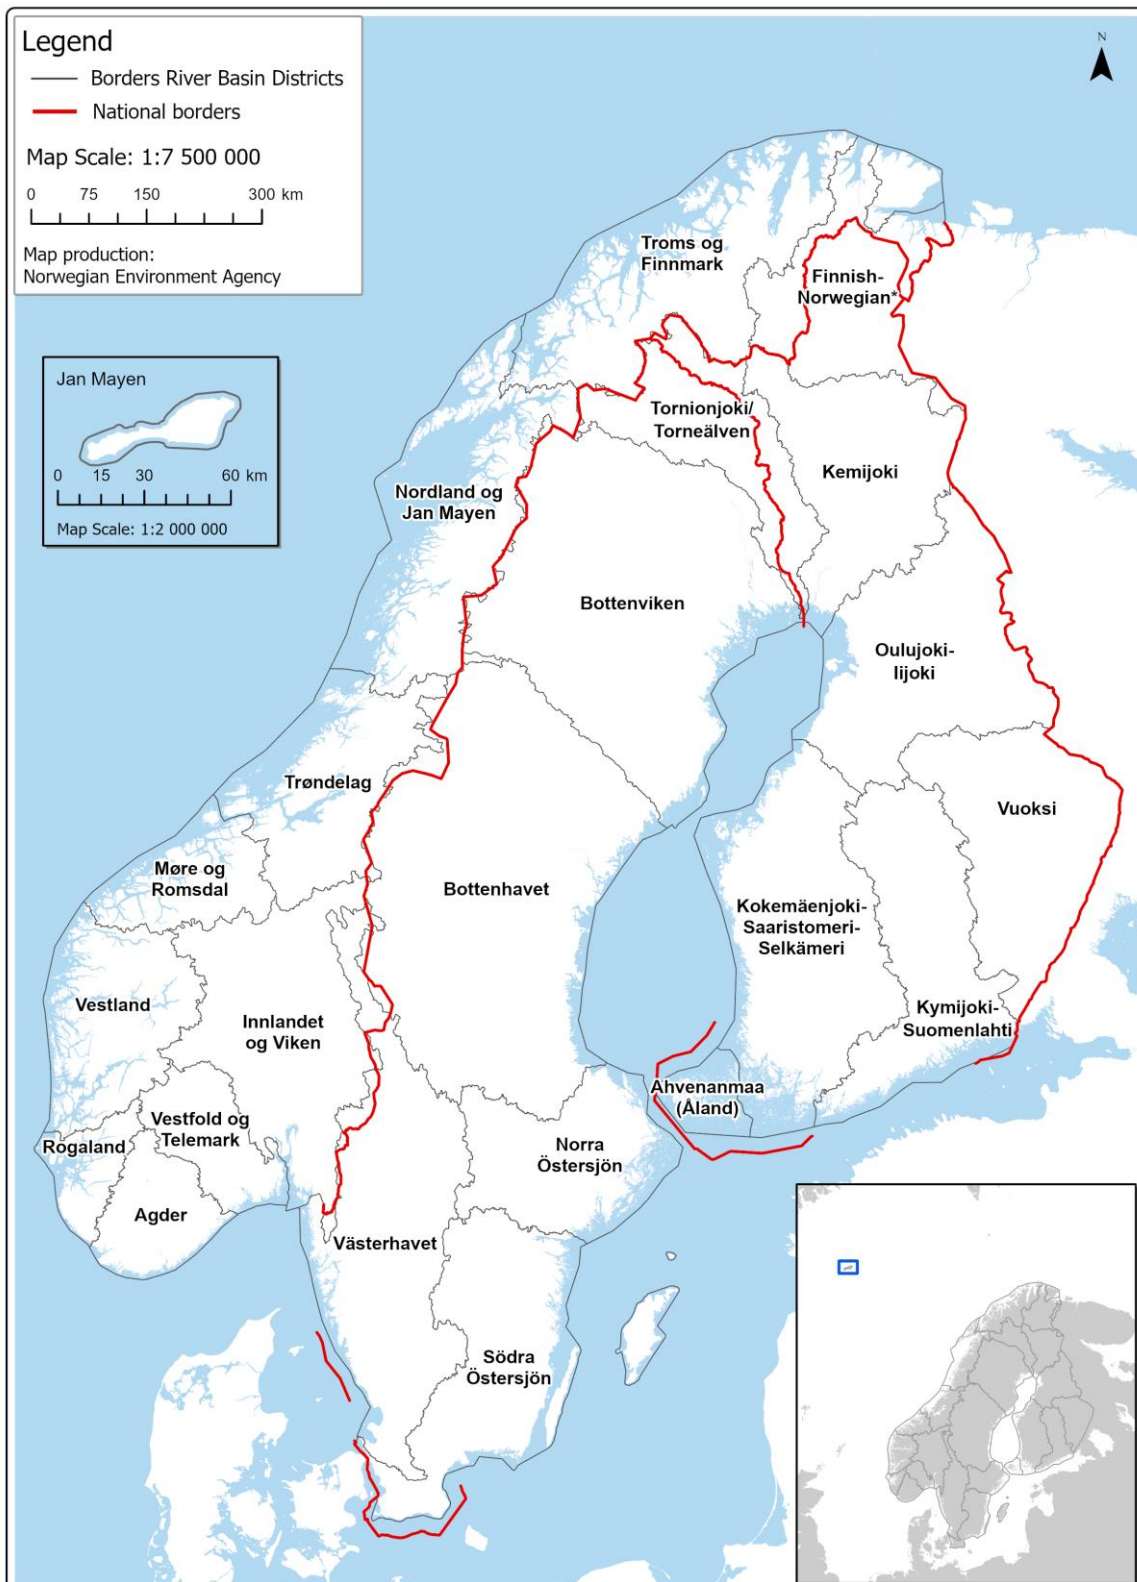 Legend
Borders River Basin Districts
National borders
Map Scale: 1:7 500 000
0 75 150 300 km
Map production:
Norwegian Environment Agency
N
Jan Mayen
0 15 30 60 km
Map Scale: 1:2 000 000
Troms og
Finnmark
Finnish-
Norwegian*
Tornionjoki/
Torneälven
Kemijoki
Nordland og
Jan Mayen
Bottenviken
Oulujoki-
Iijoki
Trøndelag
Vuoksi
Møre og
Romsdal
Bottenhavet
Kokemäenjoki-
Saaristomeri-
Selkämeri
Vestland
Innlandet
og Viken
Kymijoki-
Suomenlahti
Ahvenanmaa
(Åland)
Vestfold og
Telemark
Rogaland
Norra
Östersjön
Agder
Västerhavet
Södra
Östersjön